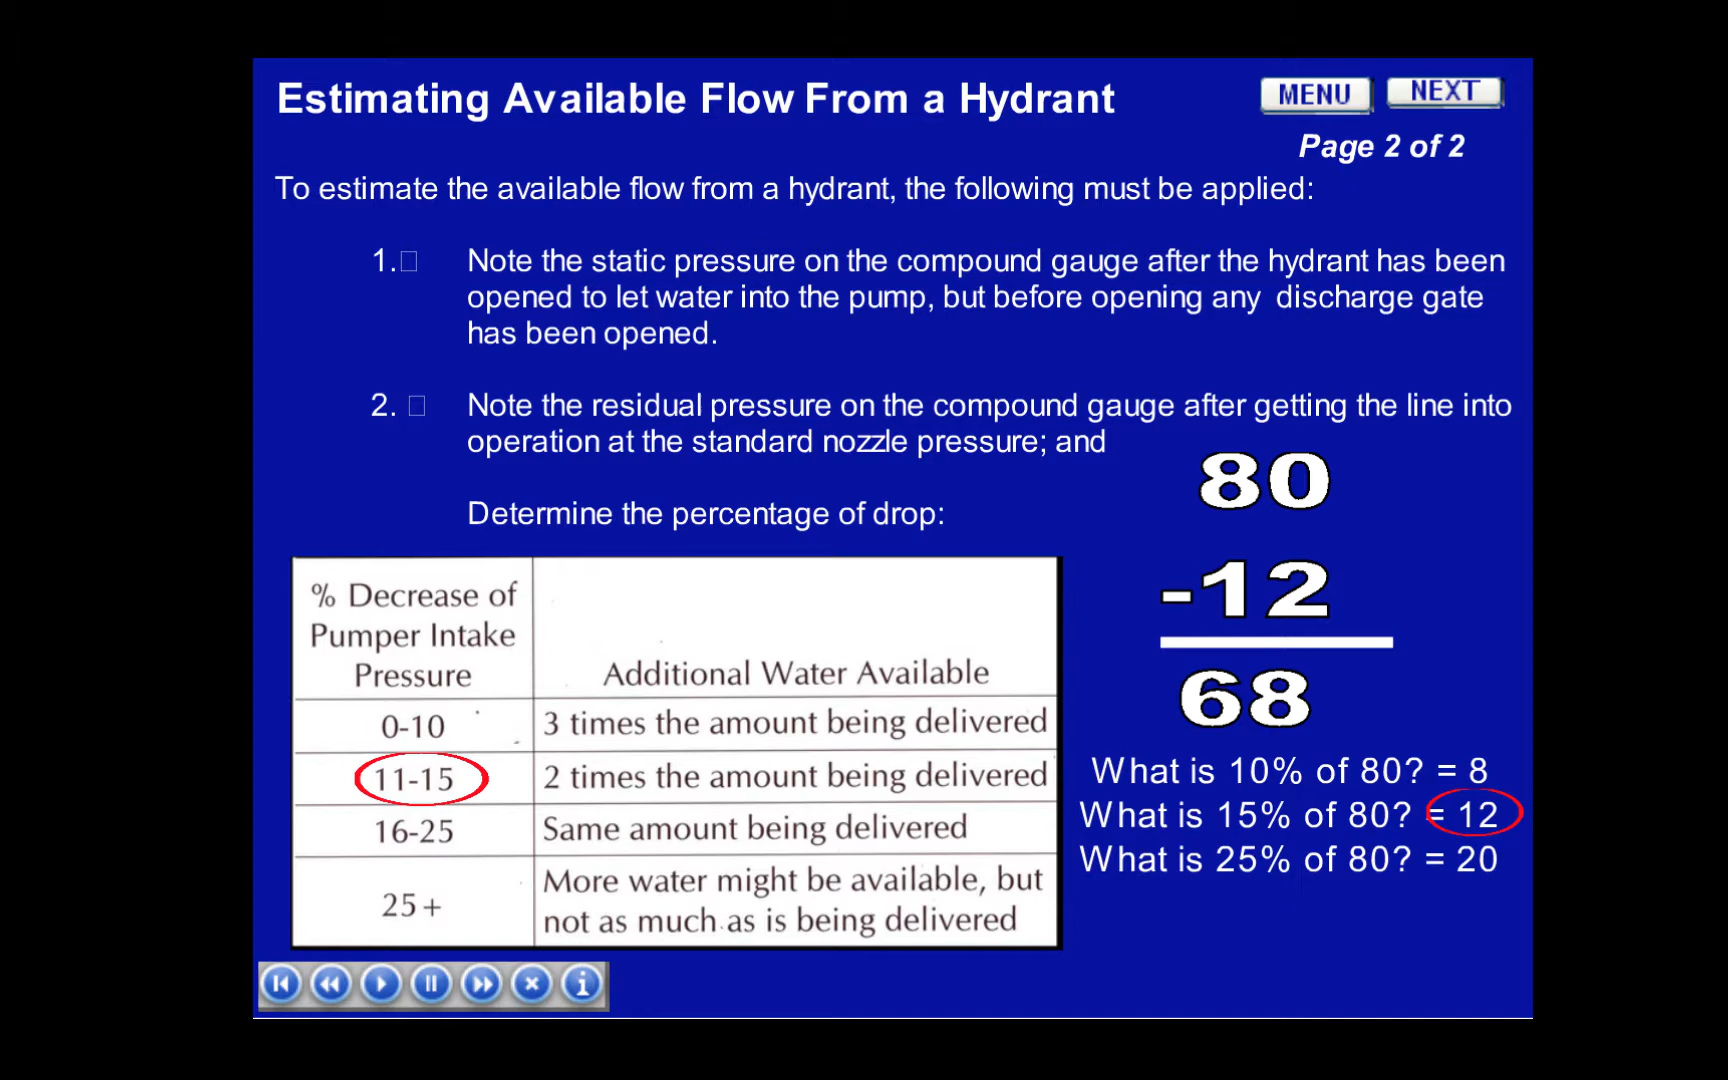 Estimating Available Flow From a Hydrant
MENU
NEXT
Page 2 of 2
To estimate the available flow from a hydrant, the following must be applied:
1. Note the static pressure on the compound gauge after the hydrant has been
opened to let water into the pump, but before opening any discharge gate
has been opened.
2. Note the residual pressure on the compound gauge after getting the line into
operation at the standard nozzle pressure; and
Determine the percentage of drop:
% Decrease of
Pumper Intake
Pressure
Additional Water Available
0-10
3 times the amount being delivered
11-15
2 times the amount being delivered
16-25
Same amount being delivered
25+
More water might be available, but
not as much as is being delivered
80
-12
68
What is 10% of 80? = 8
What is 15% of 80? = 12
What is 25% of 80? = 20